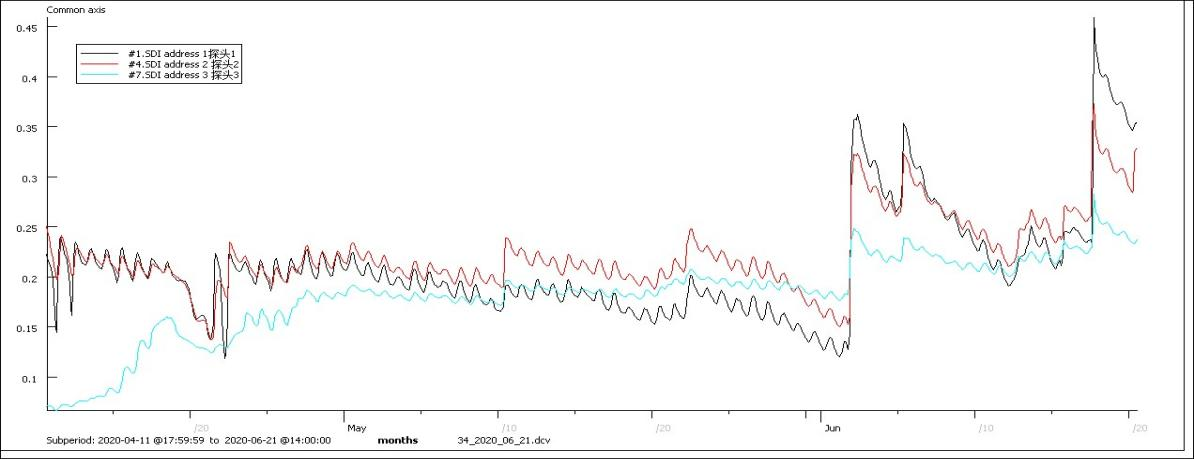 Common axis
0.45
#1.SDI address 1探头1
#4.SDI address 2 探头2
#7.SDI address 3 探头3
0.4
0.35
0.3
0.25
0.2
0.15
0.1
/20 May /10 /20 Jun /10 /20
Subperiod: 2020-04-11 @17:59:59 to 2020-06-21 @14:00:00 months 34_2020_06_21.dcv